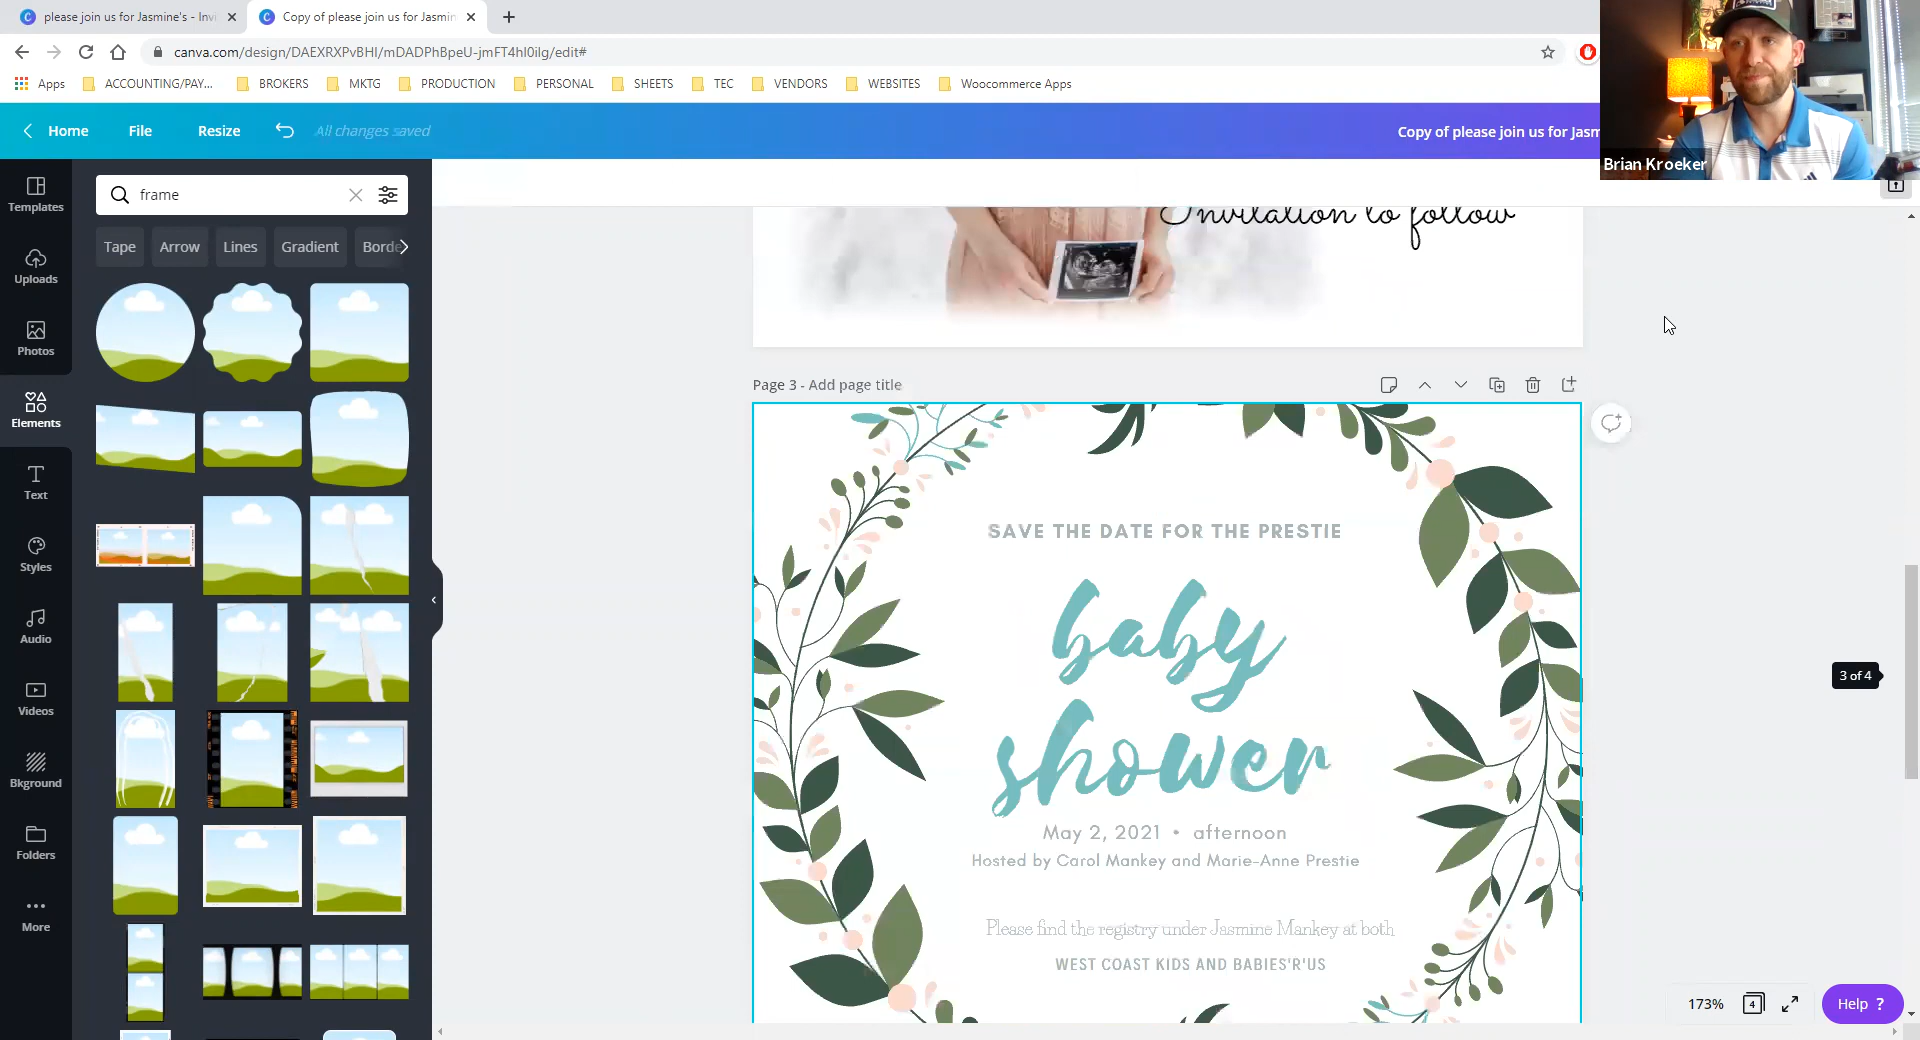 please join us for Jasmine's - Invi
Copy of please join us for Jasmin
canva.com/design/DAEXRXPvBHI/mDADPhBpeU-jmFT4hl0ilg/edit#
Apps
ACCOUNTING/PAY...
BROKERS
MKTG
PRODUCTION
PERSONAL
SHEETS
TEC
VENDORS
WEBSITES
Woocommerce Apps
Home
File
Resize
All changes saved
Copy of please join us for Jasm
Brian Kroeker
Templates
Uploads
Photos
Elements
Text
Styles
Audio
Videos
Bkground
Folders
More
frame
Tape
Arrow
Lines
Gradient
Borde
Invitation to follow
Page 3 - Add page title
SAVE THE DATE FOR THE PRESTIE
baby
shower
May 2, 2021 • afternoon
Hosted by Carol Mankey and Marie-Anne Prestie
Please find the registry under Jasmine Mankey at both
WEST COAST KIDS AND BABIES'R'US
3 of 4
173%
4
Help ?